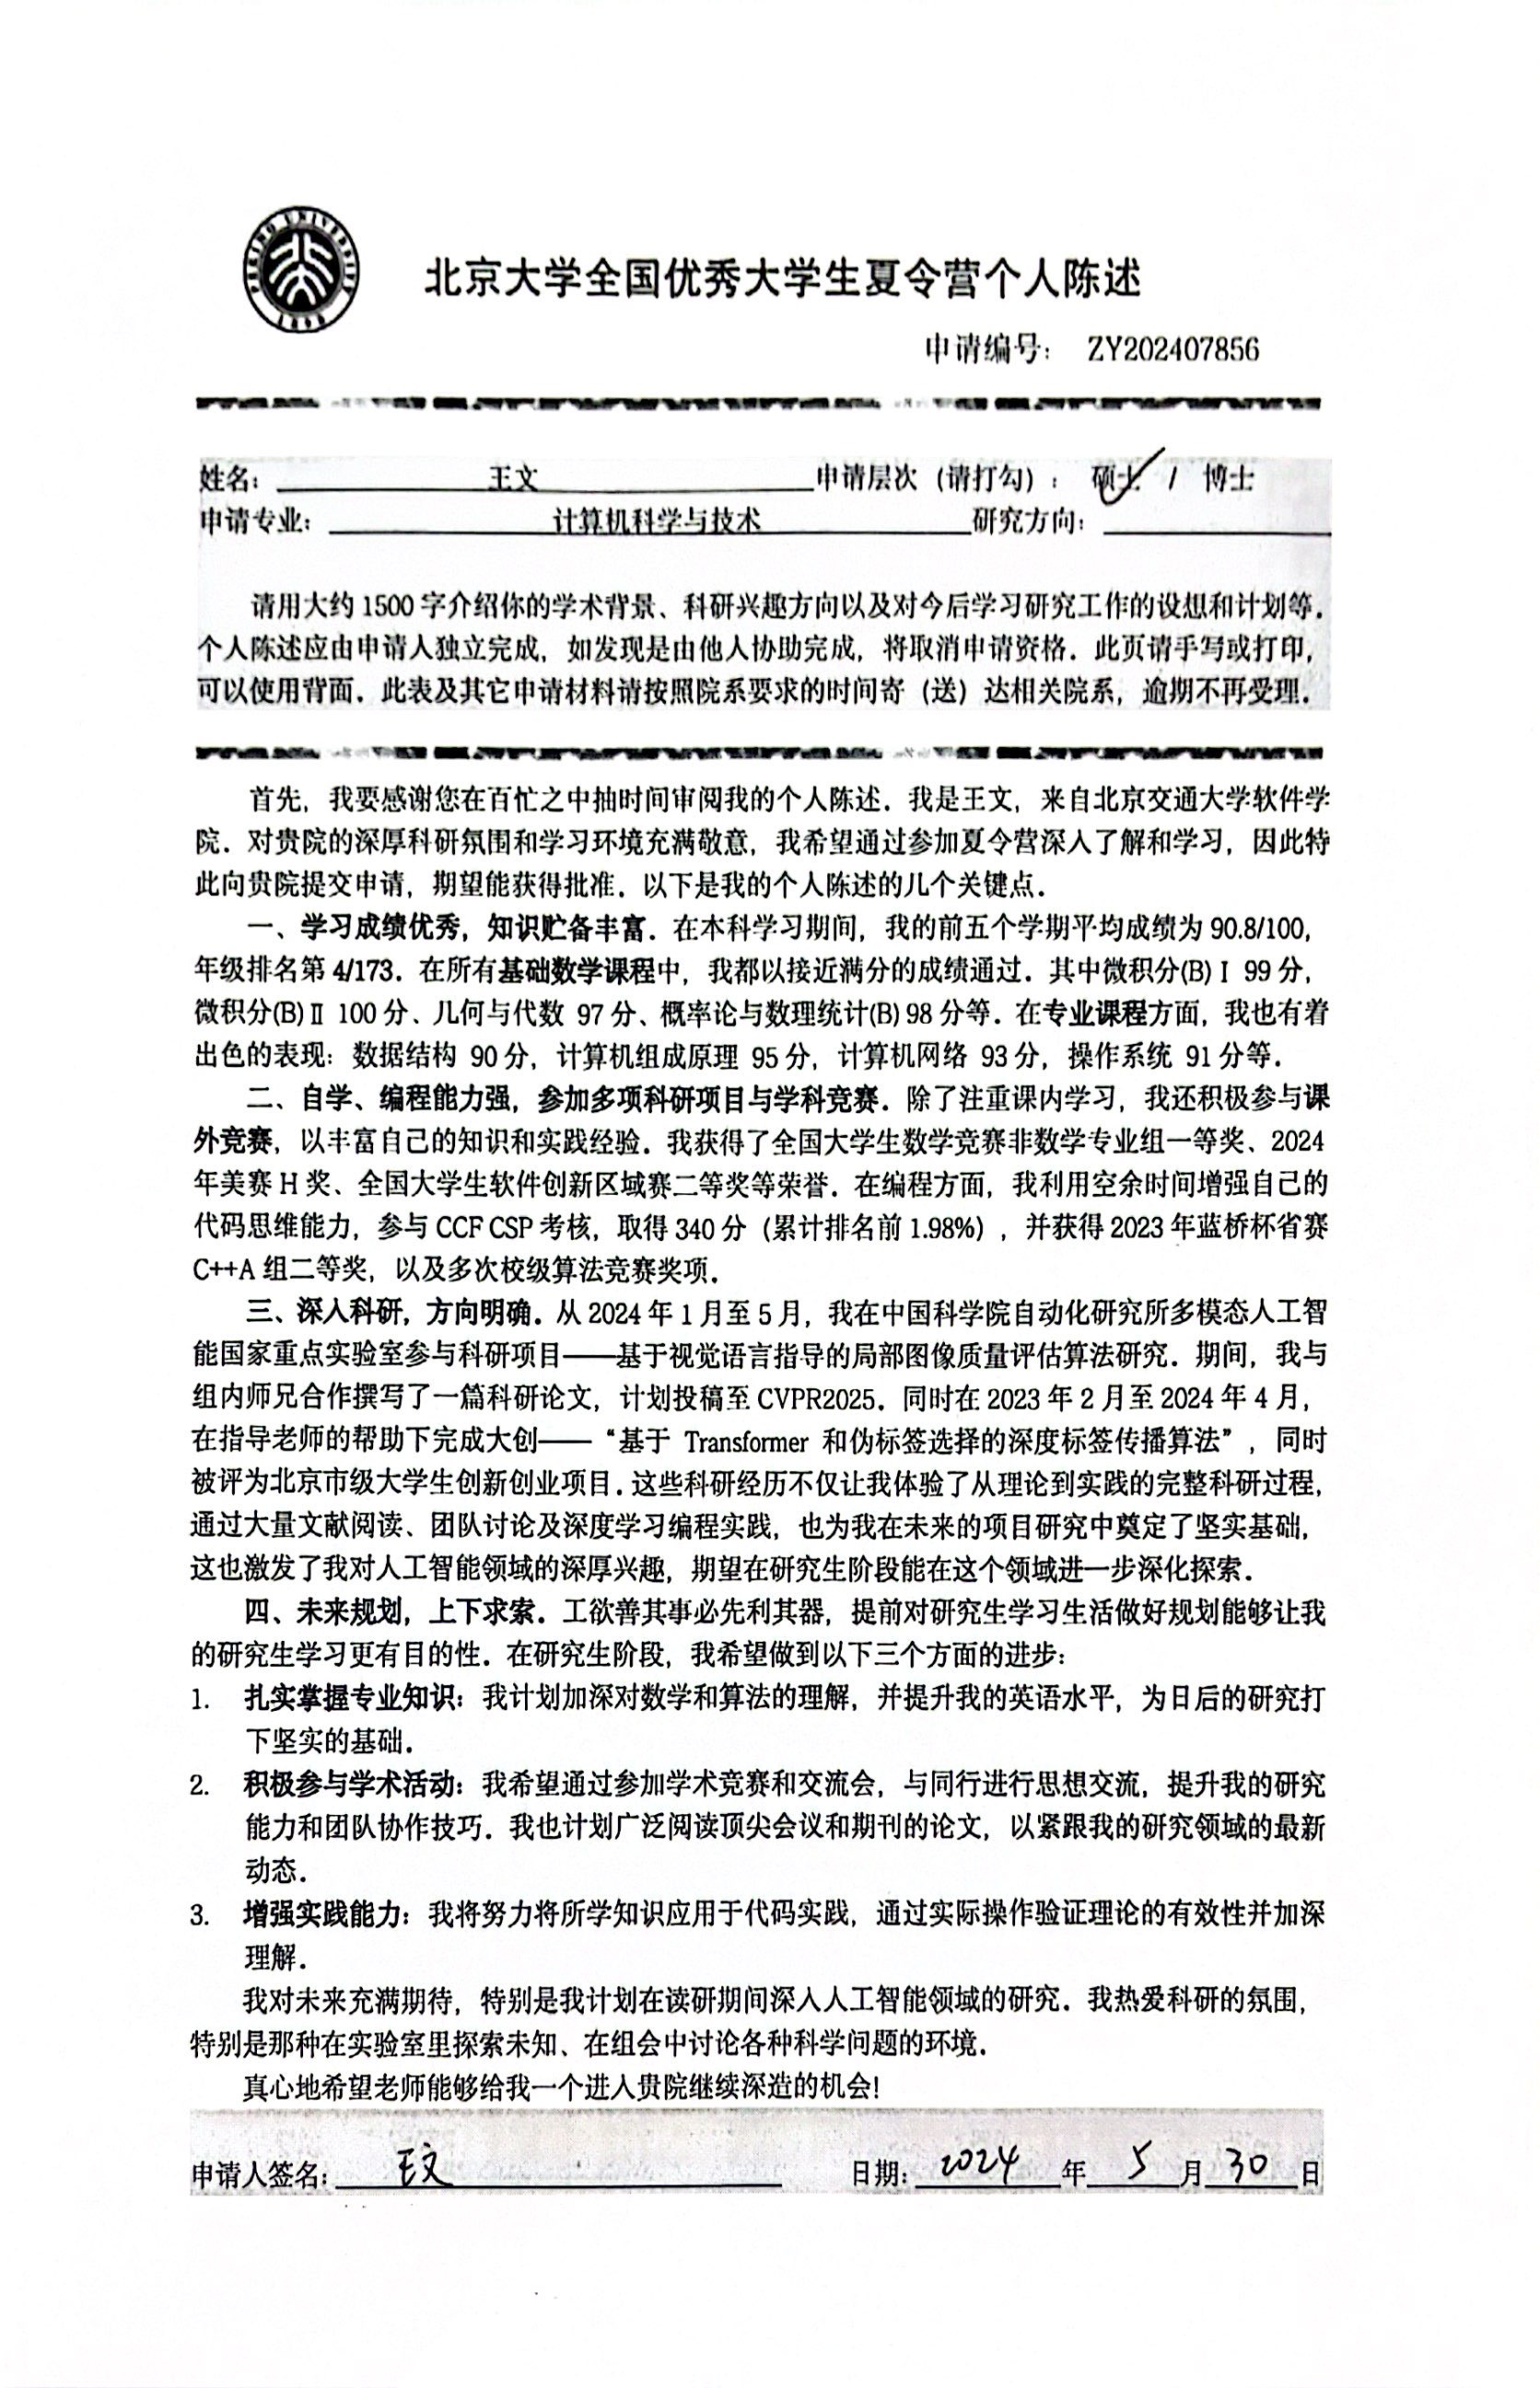 PEKING UNIVERSITY
1898
北京大学全国优秀大学生夏令营个人陈述
申请编号： ZY202407856
姓名： 王文 申请层次（请打勾）： 硕士 / 博士
申请专业： 计算机科学与技术 研究方向：
请用大约 1500 字介绍你的学术背景、科研兴趣方向以及对今后学习研究工作的设想和计划等．
个人陈述应由申请人独立完成，如发现是由他人协助完成，将取消申请资格．此页请手写或打印，
可以使用背面．此表及其它申请材料请按照院系要求的时间寄（送）达相关院系，逾期不再受理．
首先，我要感谢您在百忙之中抽时间审阅我的个人陈述．我是王文，来自北京交通大学软件学
院．对贵院的深厚科研氛围和学习环境充满敬意，我希望通过参加夏令营深入了解和学习，因此特
此向贵院提交申请，期望能获得批准．以下是我的个人陈述的几个关键点．
一、学习成绩优秀，知识贮备丰富．在本科学习期间，我的前五个学期平均成绩为 90.8/100，
年级排名第 4/173．在所有基础数学课程中，我都以接近满分的成绩通过．其中微积分(B) I 99 分，
微积分(B) II 100 分、几何与代数 97 分、概率论与数理统计(B) 98 分等．在专业课程方面，我也有着
出色的表现：数据结构 90 分，计算机组成原理 95 分，计算机网络 93 分，操作系统 91 分等．
二、自学、编程能力强，参加多项科研项目与学科竞赛．除了注重课内学习，我还积极参与课
外竞赛，以丰富自己的知识和实践经验．我获得了全国大学生数学竞赛非数学专业组一等奖、2024
年美赛 H 奖、全国大学生软件创新区域赛二等奖等荣誉．在编程方面，我利用空余时间增强自己的
代码思维能力，参与 CCF CSP 考核，取得 340 分（累计排名前 1.98%），并获得 2023 年蓝桥杯省赛
C++A 组二等奖，以及多次校级算法竞赛奖项．
三、深入科研，方向明确．从 2024 年 1 月至 5 月，我在中国科学院自动化研究所多模态人工智
能国家重点实验室参与科研项目——基于视觉语言指导的局部图像质量评估算法研究．期间，我与
组内师兄合作撰写了一篇科研论文，计划投稿至 CVPR2025．同时在 2023 年 2 月至 2024 年 4 月，
在指导老师的帮助下完成大创——“基于 Transformer 和伪标签选择的深度标签传播算法”，同时
被评为北京市级大学生创新创业项目．这些科研经历不仅让我体验了从理论到实践的完整科研过程，
通过大量文献阅读、团队讨论及深度学习编程实践，也为我在未来的项目研究中奠定了坚实基础，
这也激发了我对人工智能领域的深厚兴趣，期望在研究生阶段能在这个领域进一步深化探索．
四、未来规划，上下求索．工欲善其事必先利其器，提前对研究生学习生活做好规划能够让我
的研究生学习更有目的性．在研究生阶段，我希望做到以下三个方面的进步：
1. 扎实掌握专业知识：我计划加深对数学和算法的理解，并提升我的英语水平，为日后的研究打
下坚实的基础．
2. 积极参与学术活动：我希望通过参加学术竞赛和交流会，与同行进行思想交流，提升我的研究
能力和团队协作技巧．我也计划广泛阅读顶尖会议和期刊的论文，以紧跟我的研究领域的最新
动态．
3. 增强实践能力：我将努力将所学知识应用于代码实践，通过实际操作验证理论的有效性并加深
理解．
我对未来充满期待，特别是我计划在读研期间深入人工智能领域的研究．我热爱科研的氛围，
特别是那种在实验室里探索未知、在组会中讨论各种科学问题的环境．
真心地希望老师能够给我一个进入贵院继续深造的机会！
申请人签名： 王文 日期： 2024 年 5 月 30 日